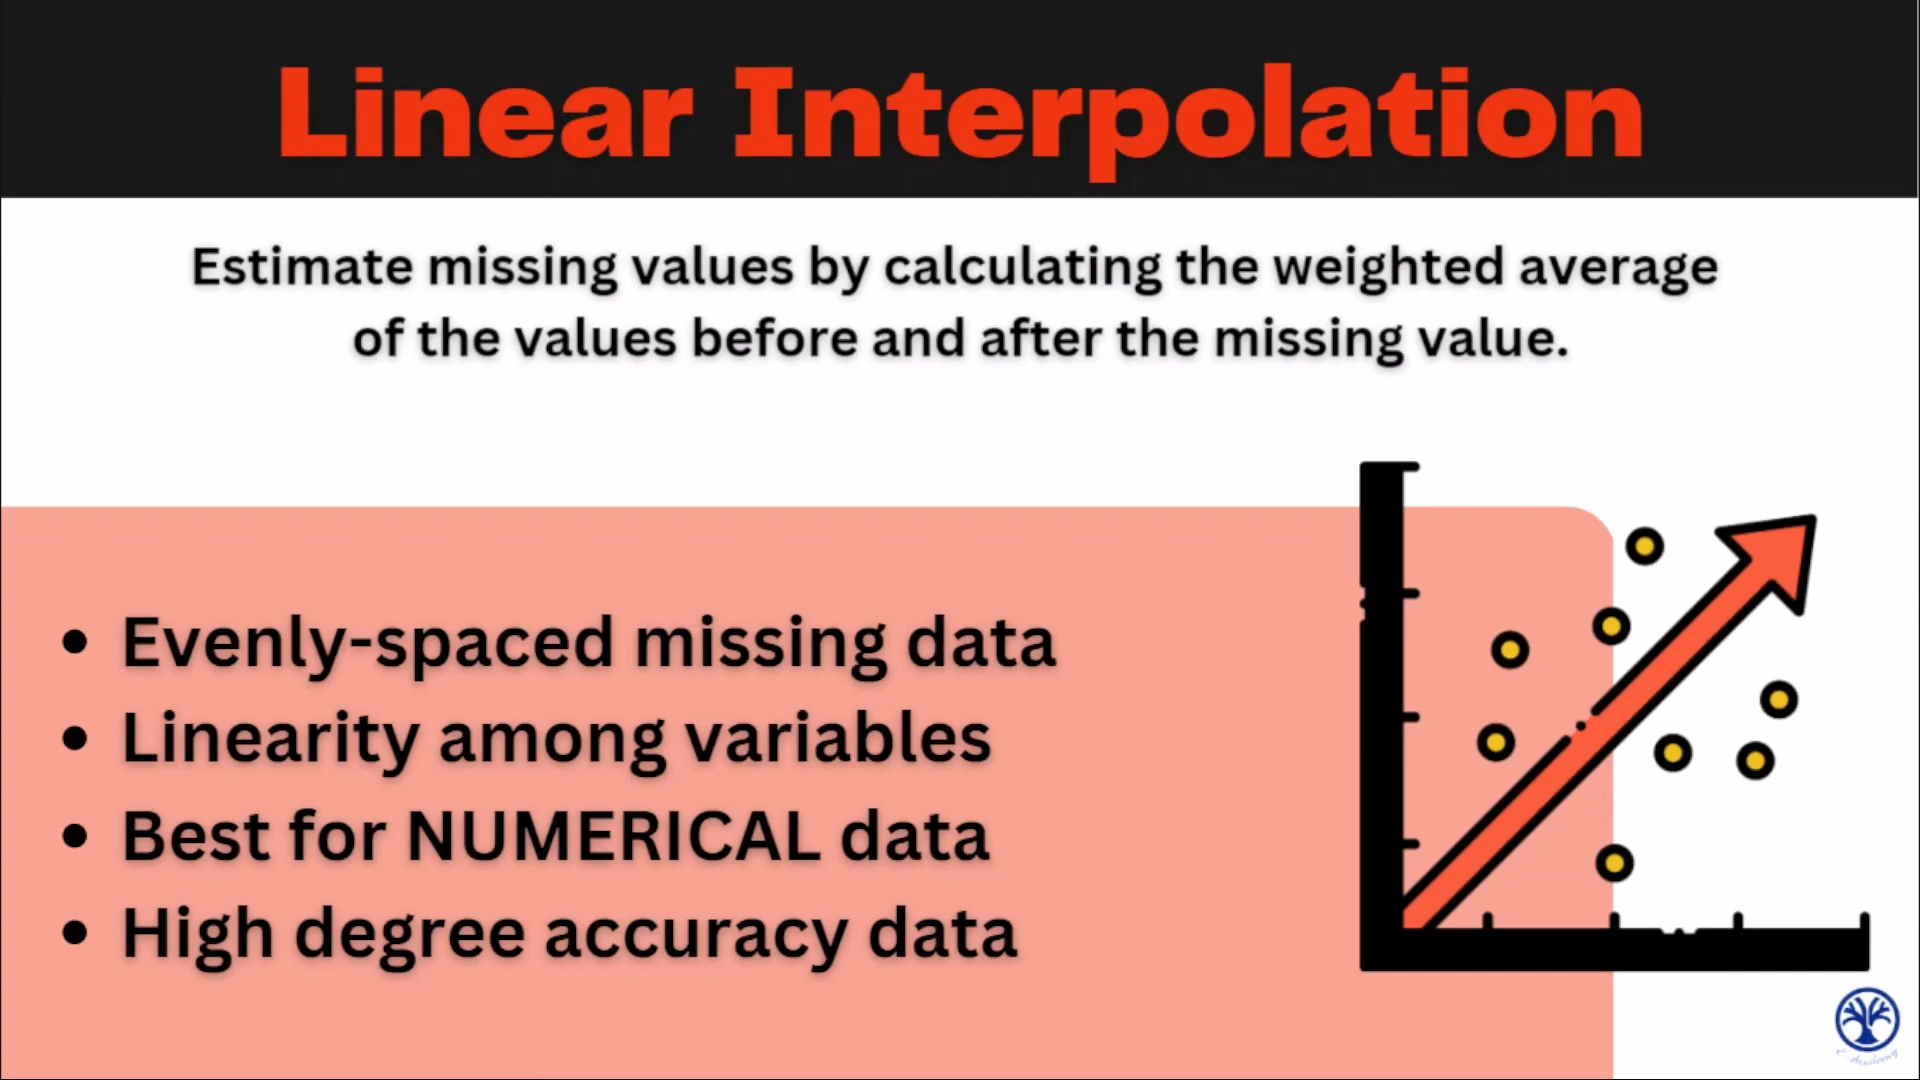 Linear Interpolation
Estimate missing values by calculating the weighted average
of the values before and after the missing value.
• Evenly-spaced missing data
• Linearity among variables
• Best for NUMERICAL data
• High degree accuracy data